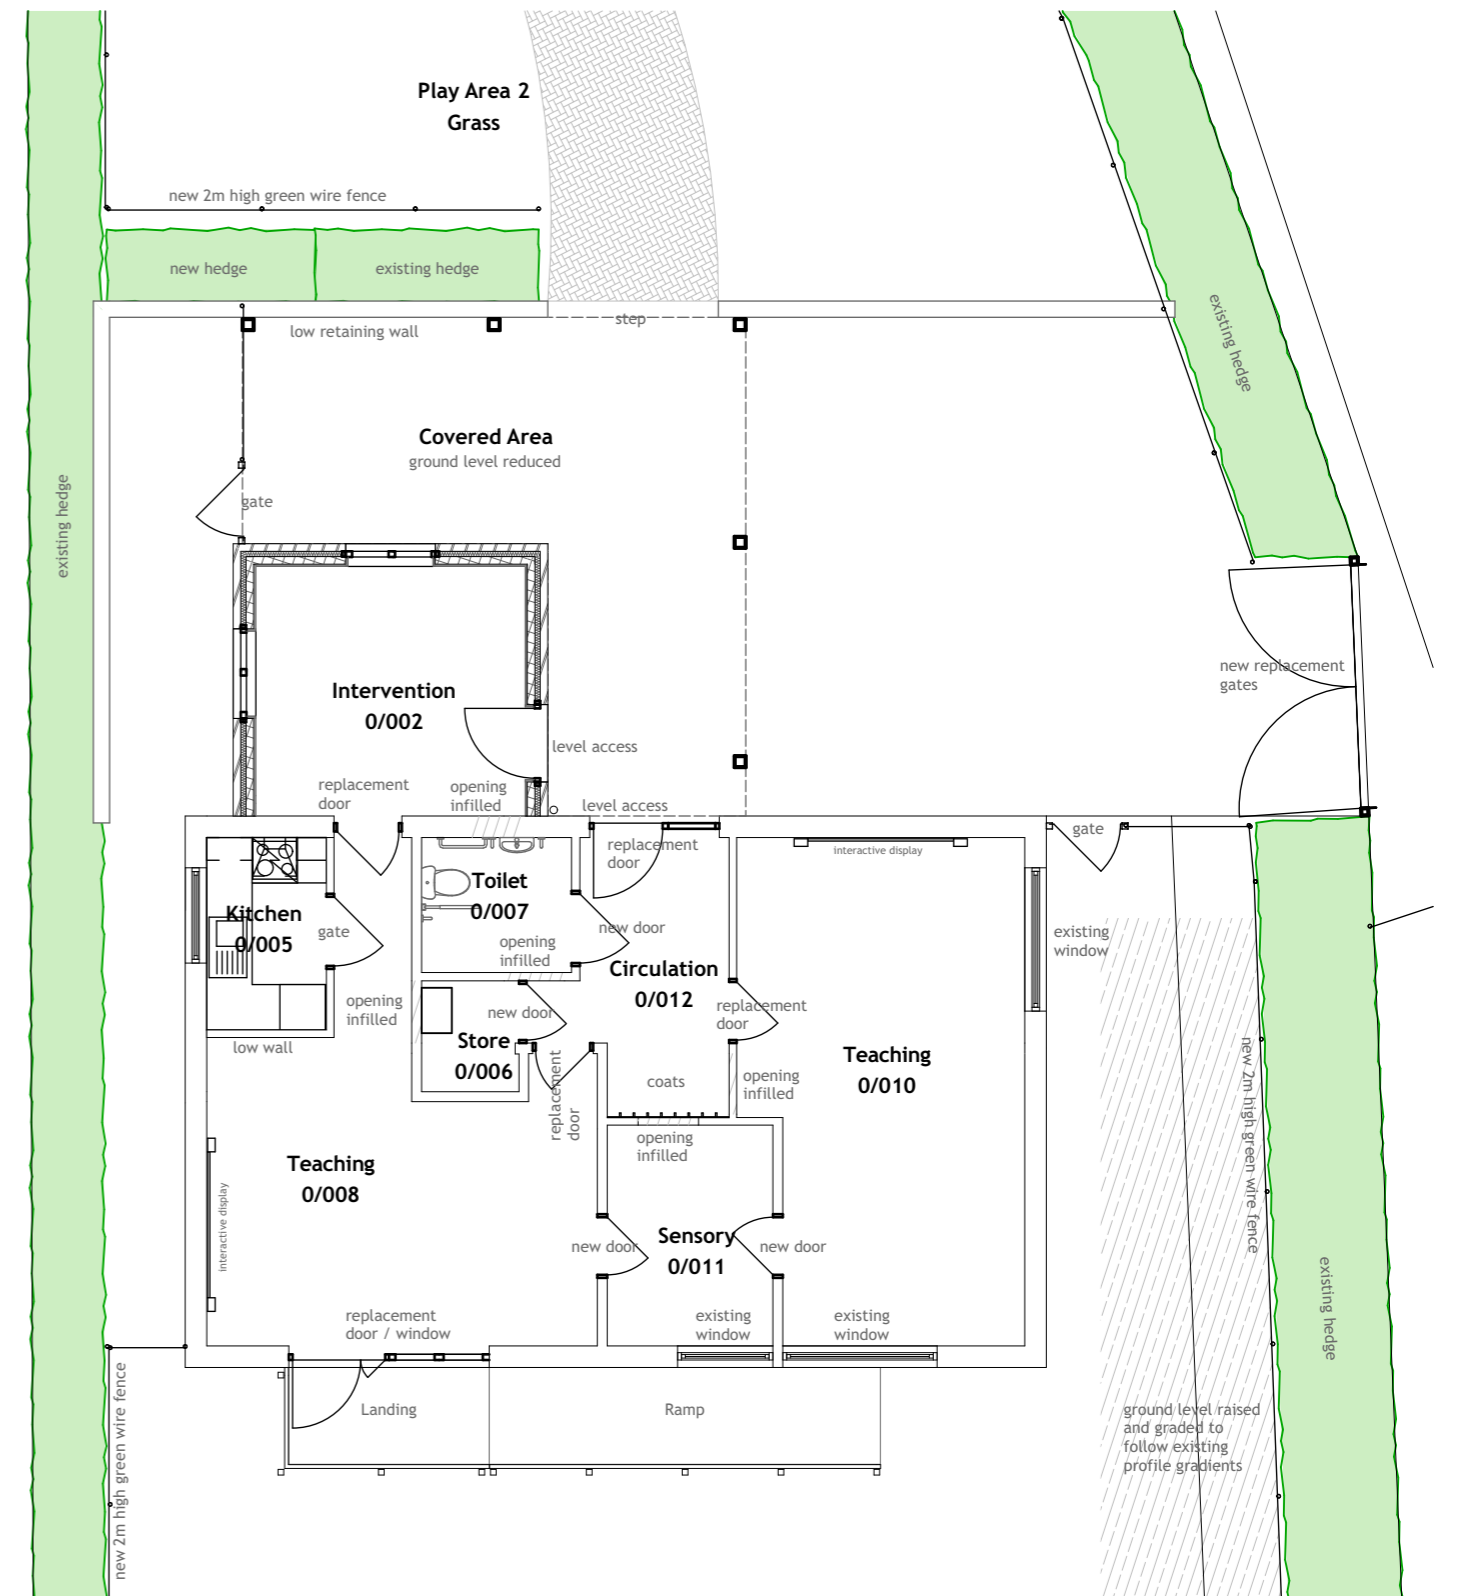 Play Area 2
Grass
new 2m high green wire fence
new hedge
existing hedge
step
low retaining wall
existing hedge
Covered Area
ground level reduced
existing hedge
gate
new replacement
gates
Intervention
0/002
level access
replacement
door
opening
infilled
level access
gate
replacement
door
interactive display
Toilet
0/007
Kitchen
0/005
gate
new door
existing
window
opening
infilled
Circulation
0/012
opening
infilled
new door
replacement
door
low wall
Store
0/006
Teaching
0/010
replacement
door
coats
opening
infilled
new 2m high green wire fence
opening
infilled
Teaching
0/008
interactive display
Sensory
0/011
new door
new door
existing hedge
replacement
door / window
existing
window
existing
window
new 2m high green wire fence
Landing
Ramp
ground level raised
and graded to
follow existing
profile gradients